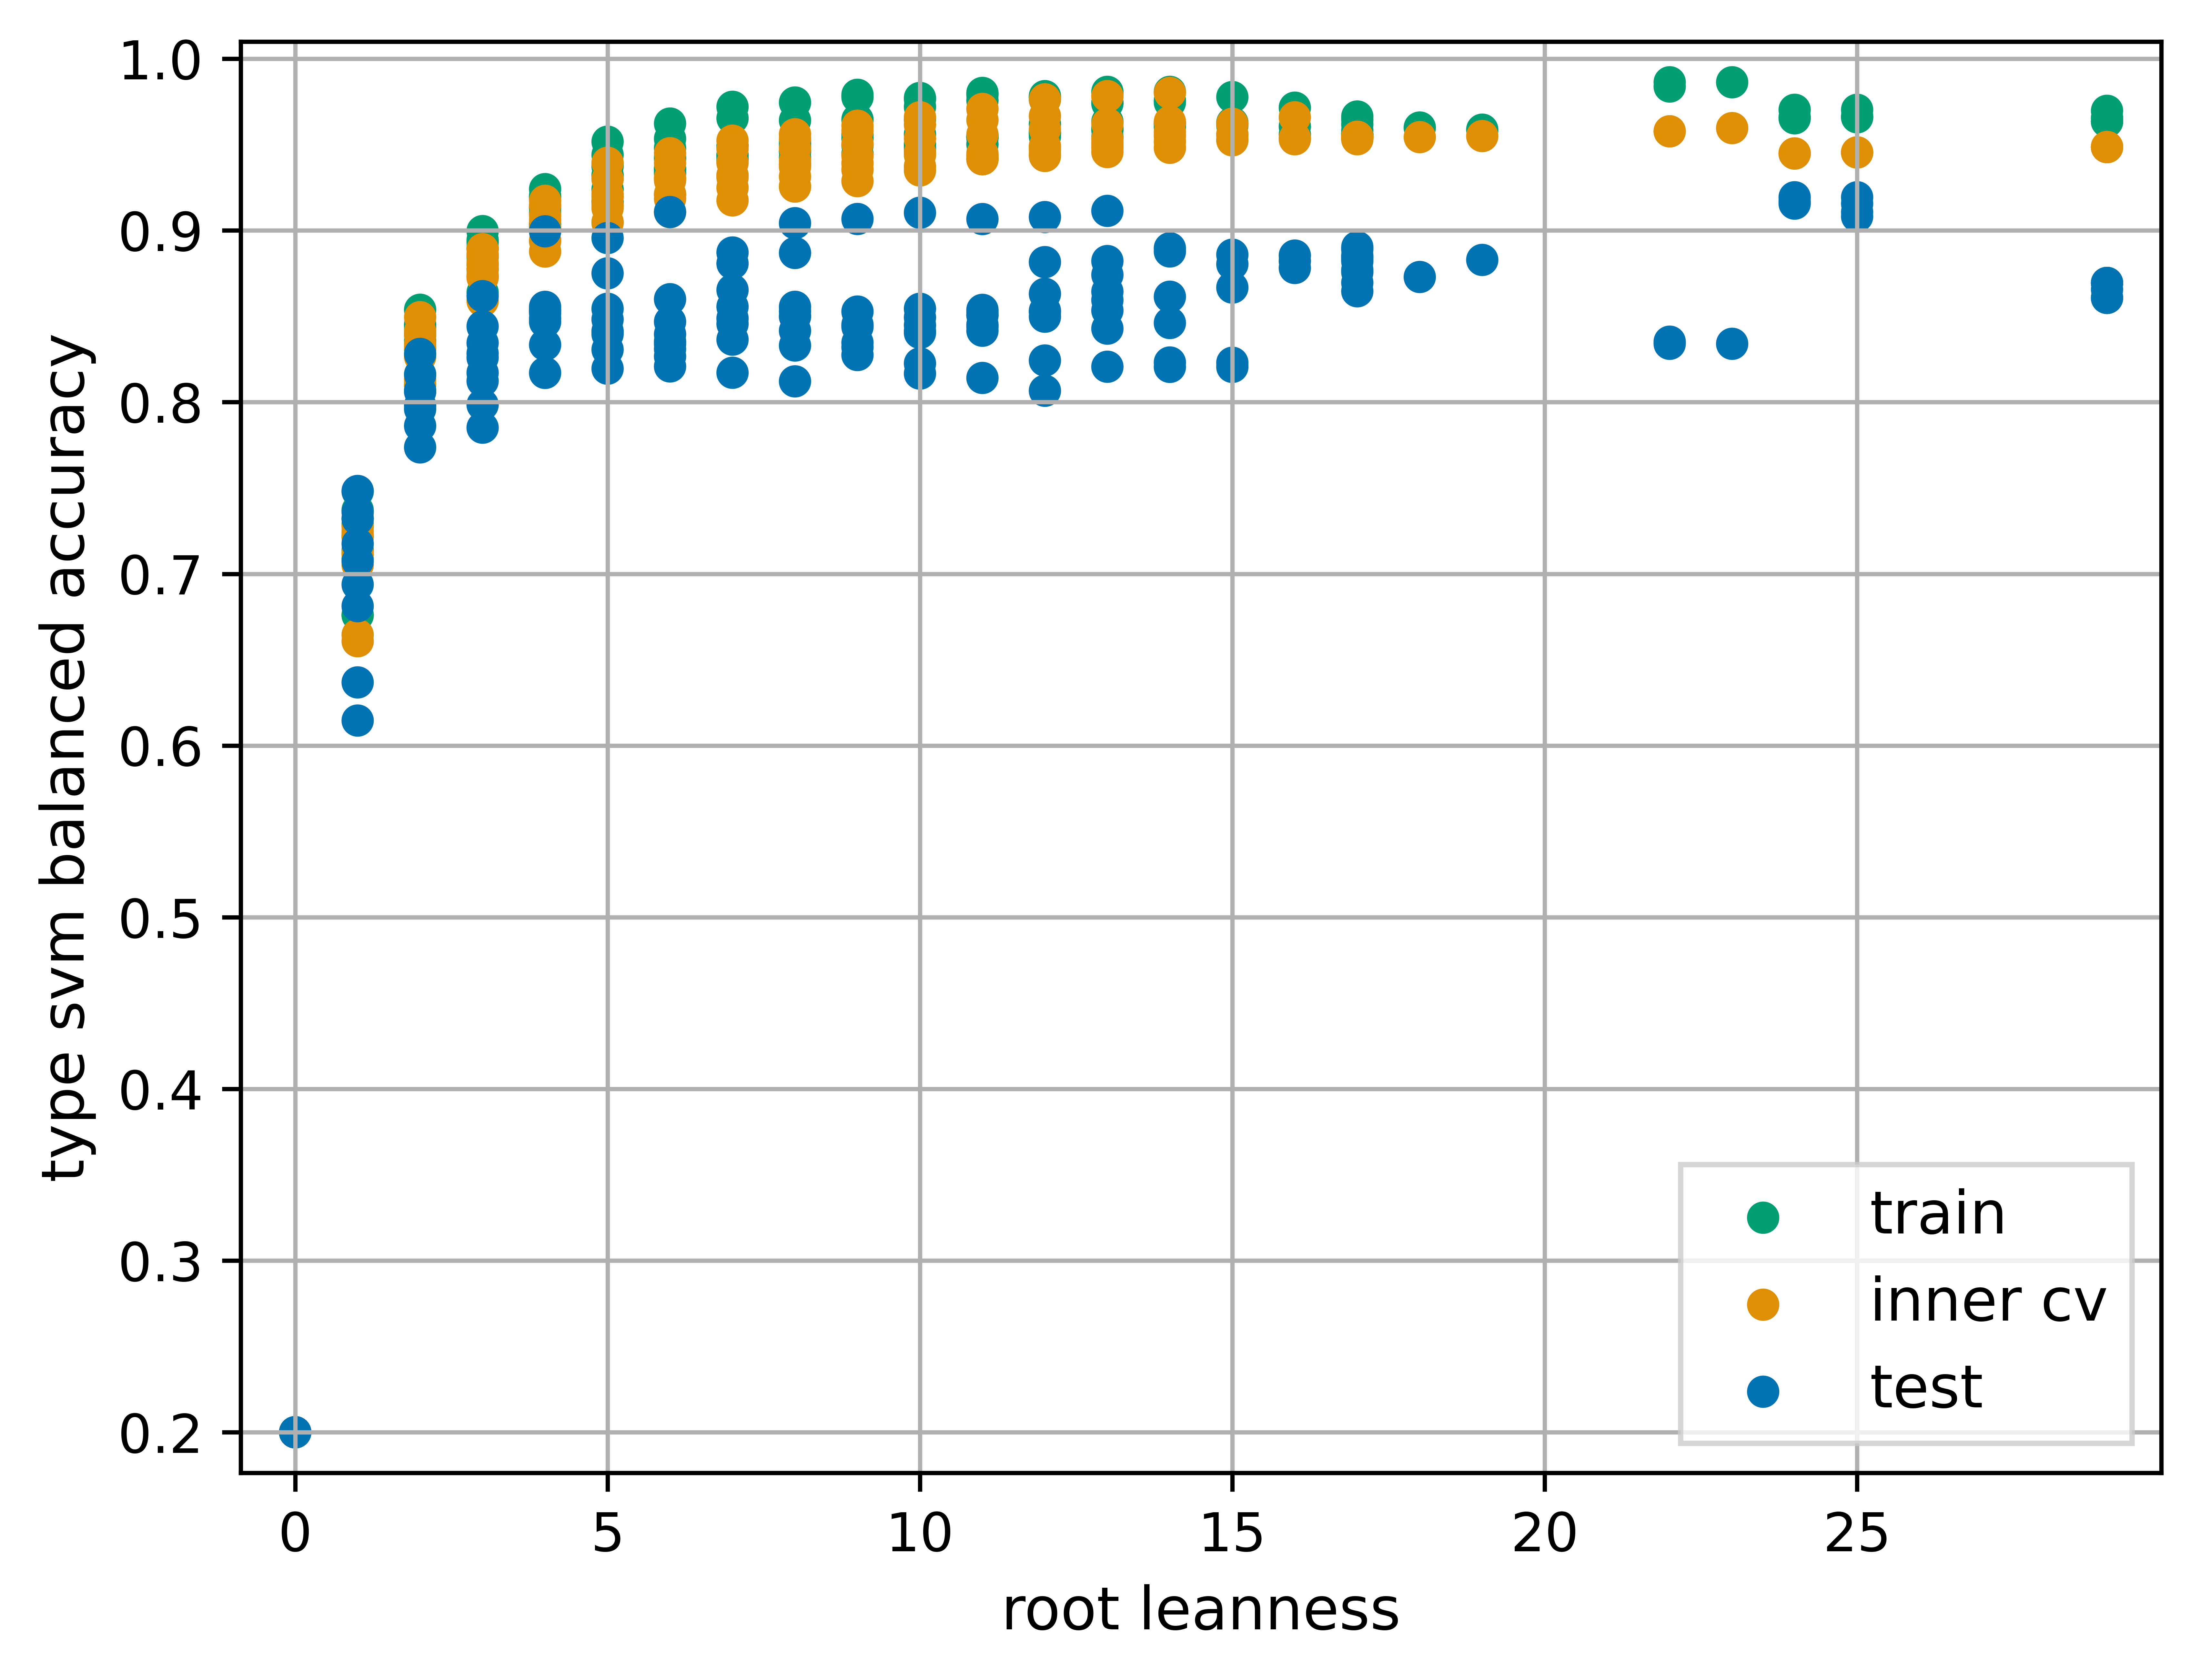 type svm balanced accuracy
1.0
0.9
0.8
0.7
0.6
0.5
0.4
0.3
0.2
train
inner cv
test
0 5 10 15 20 25
root leanness